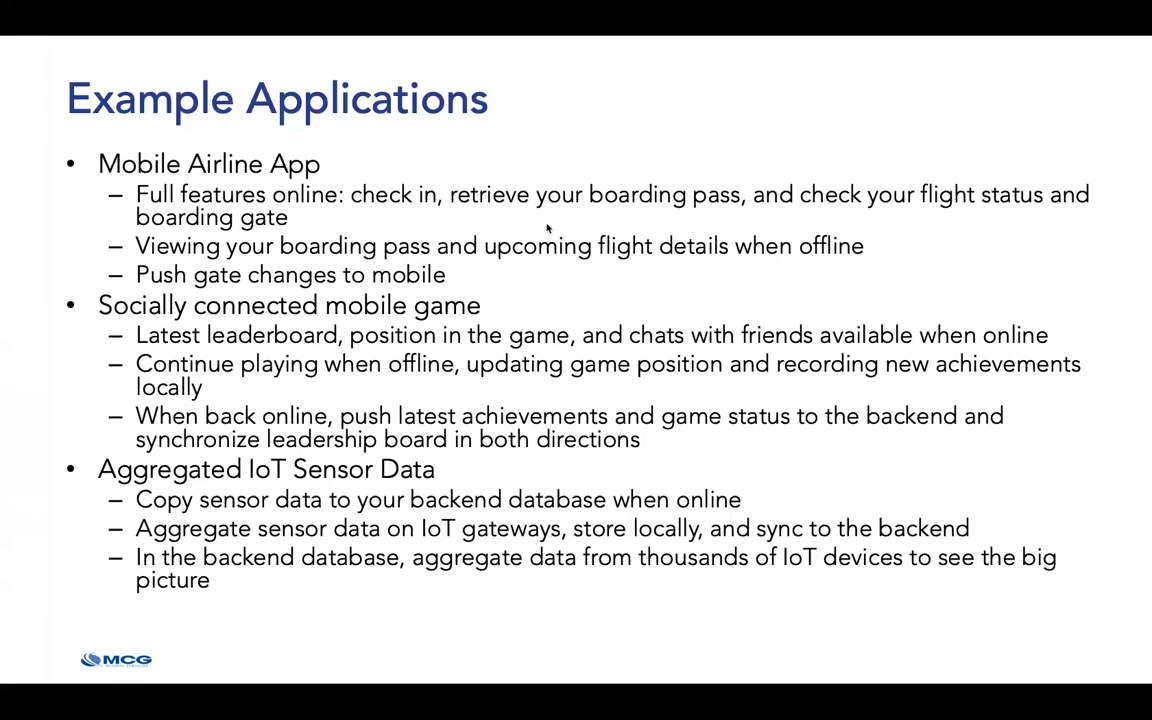 Example Applications
• Mobile Airline App
– Full features online: check in, retrieve your boarding pass, and check your flight status and
boarding gate
– Viewing your boarding pass and upcoming flight details when offline
– Push gate changes to mobile
• Socially connected mobile game
– Latest leaderboard, position in the game, and chats with friends available when online
– Continue playing when offline, updating game position and recording new achievements
locally
– When back online, push latest achievements and game status to the backend and
synchronize leadership board in both directions
• Aggregated IoT Sensor Data
– Copy sensor data to your backend database when online
– Aggregate sensor data on IoT gateways, store locally, and sync to the backend
– In the backend database, aggregate data from thousands of IoT devices to see the big
picture
MCG